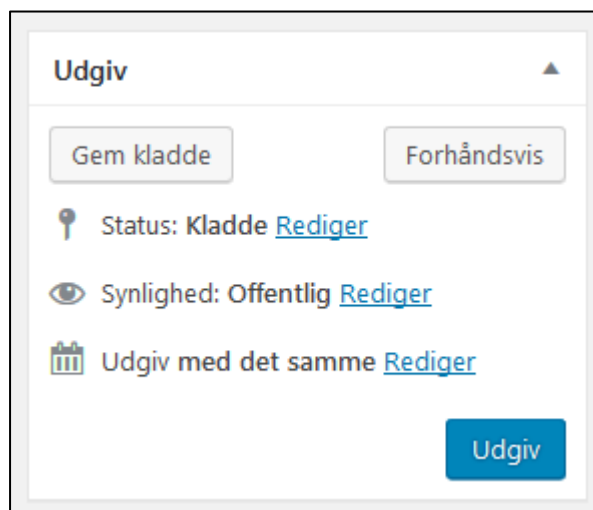 Udgiv
Gem kladde Forhåndsvis
Status: Kladde Rediger
Synlighed: Offentlig Rediger
Udgiv med det samme Rediger
Udgiv